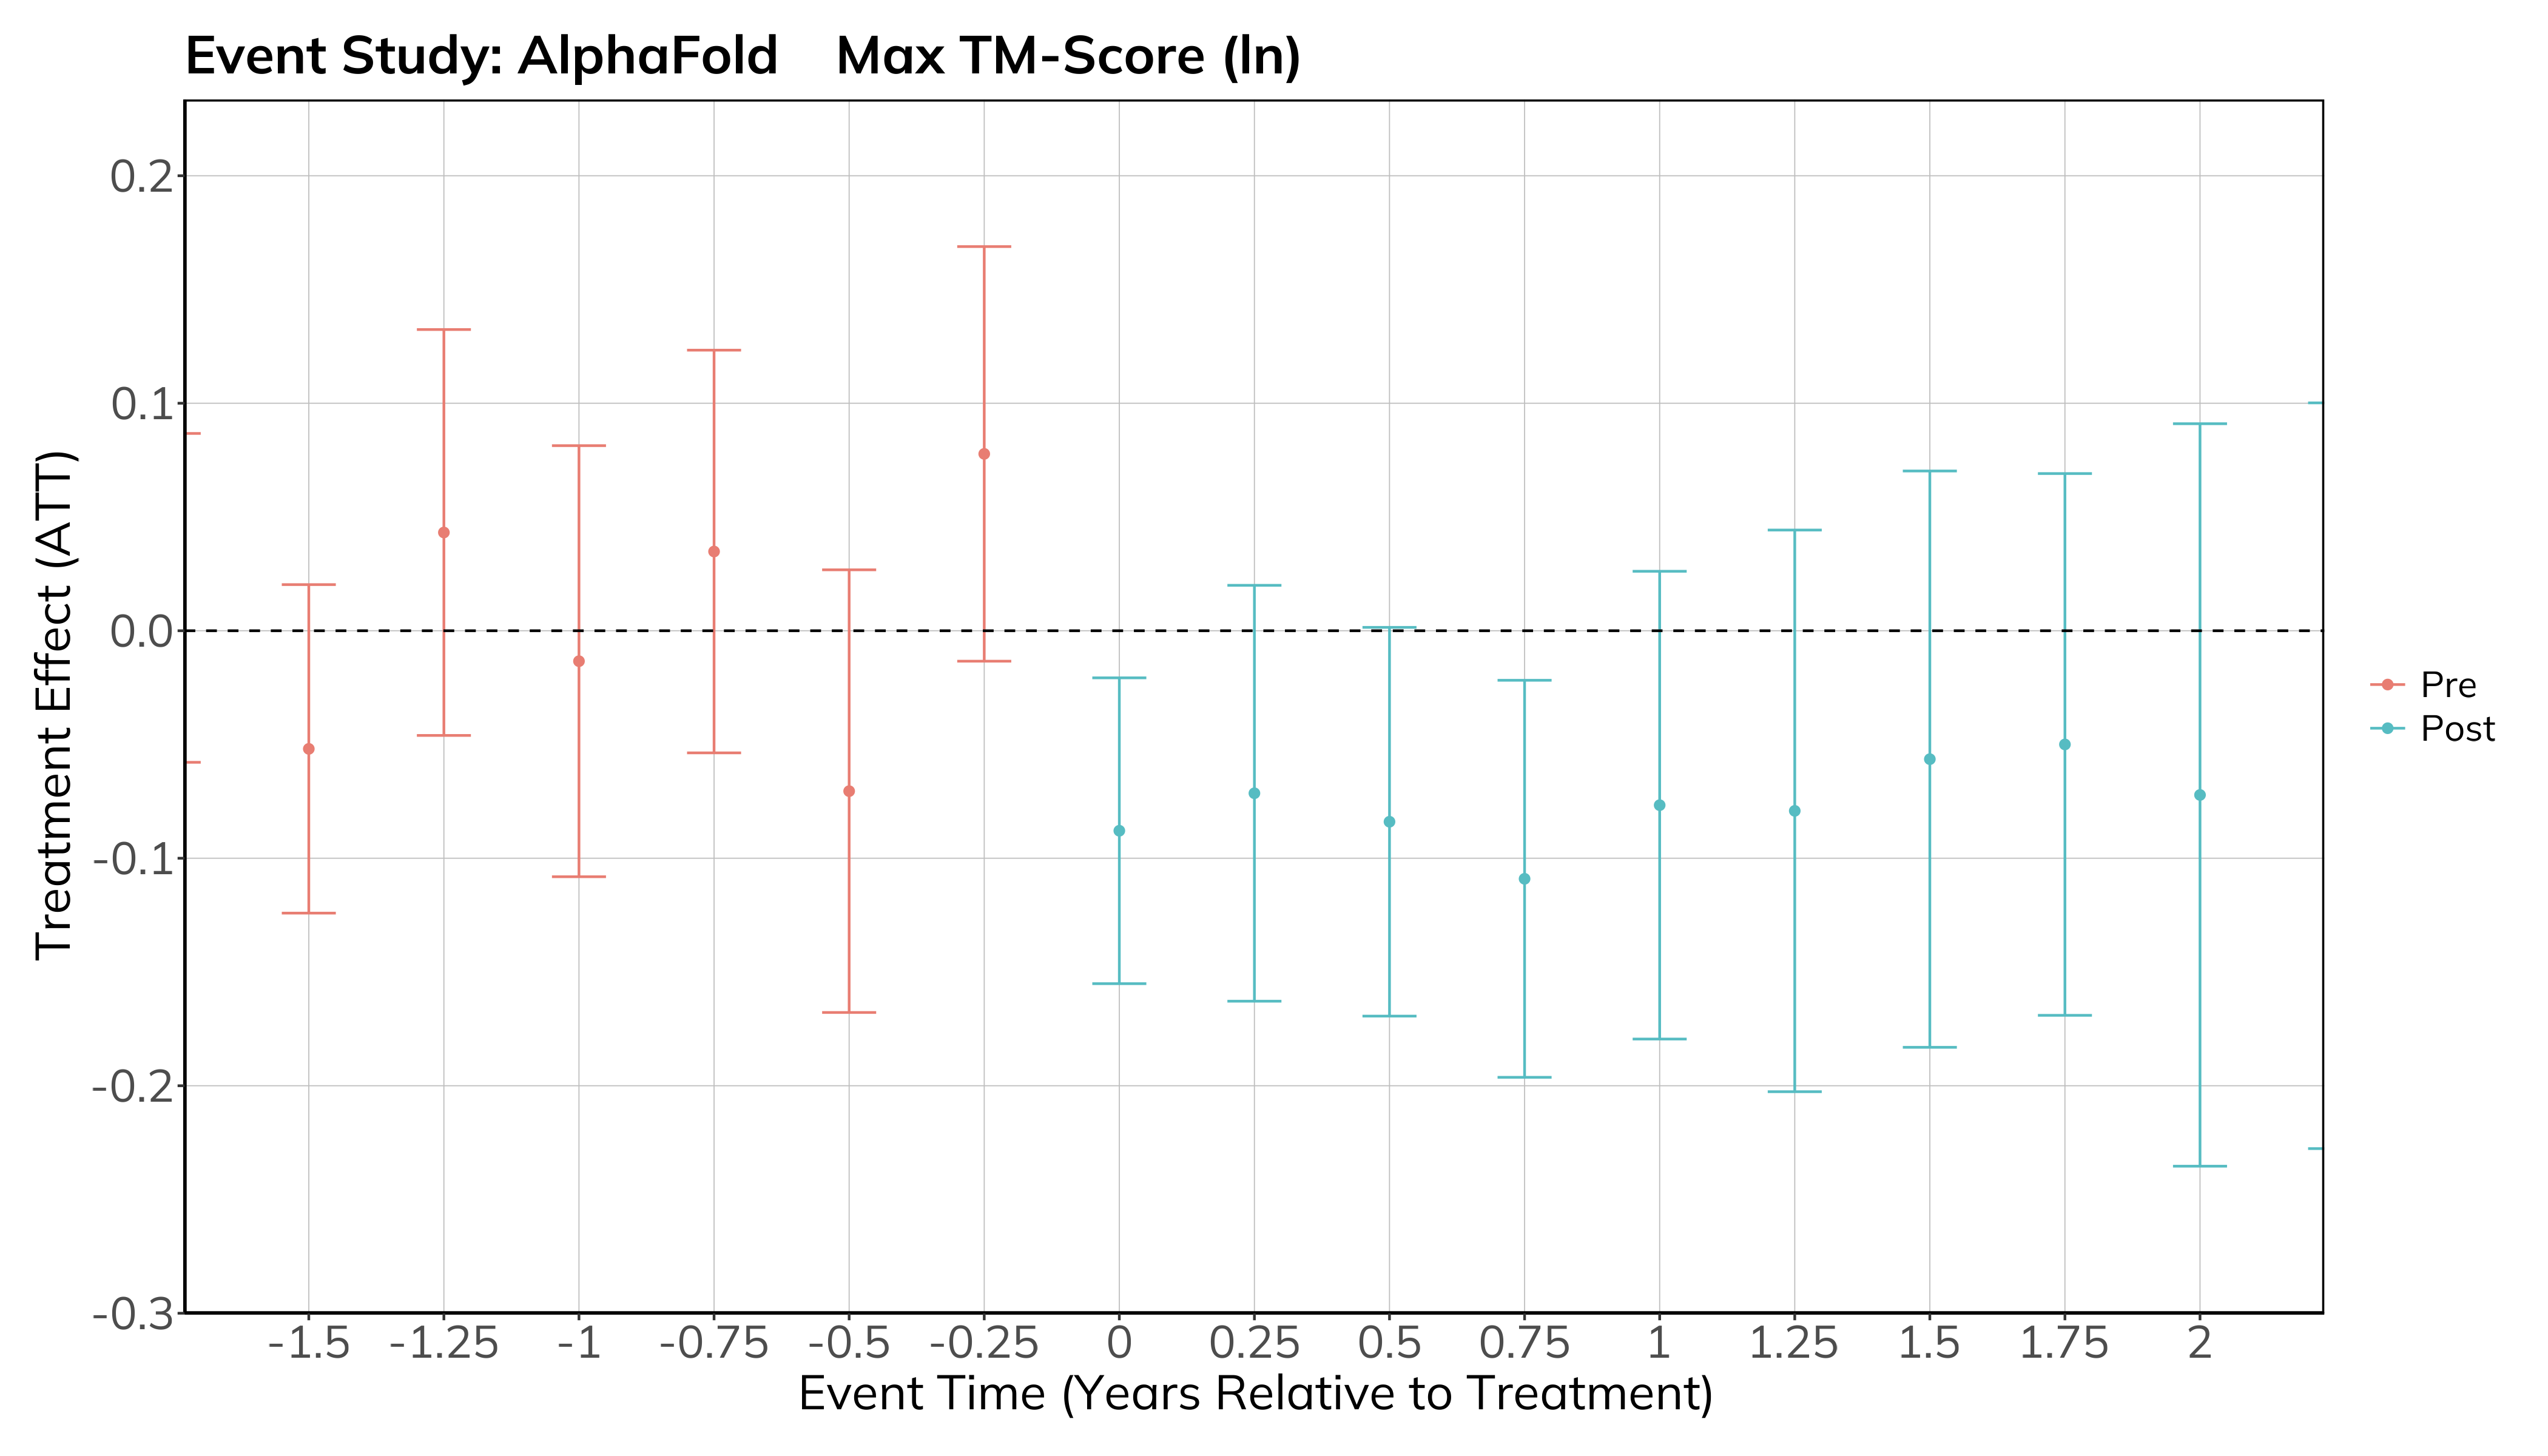 Event Study: AlphaFold    Max TM-Score (ln)
Treatment Effect (ATT)
0.2
0.1
0.0
-0.1
-0.2
-0.3
-1.5 -1.25 -1 -0.75 -0.5 -0.25 0 0.25 0.5 0.75 1 1.25 1.5 1.75 2
Event Time (Years Relative to Treatment)
Pre
Post